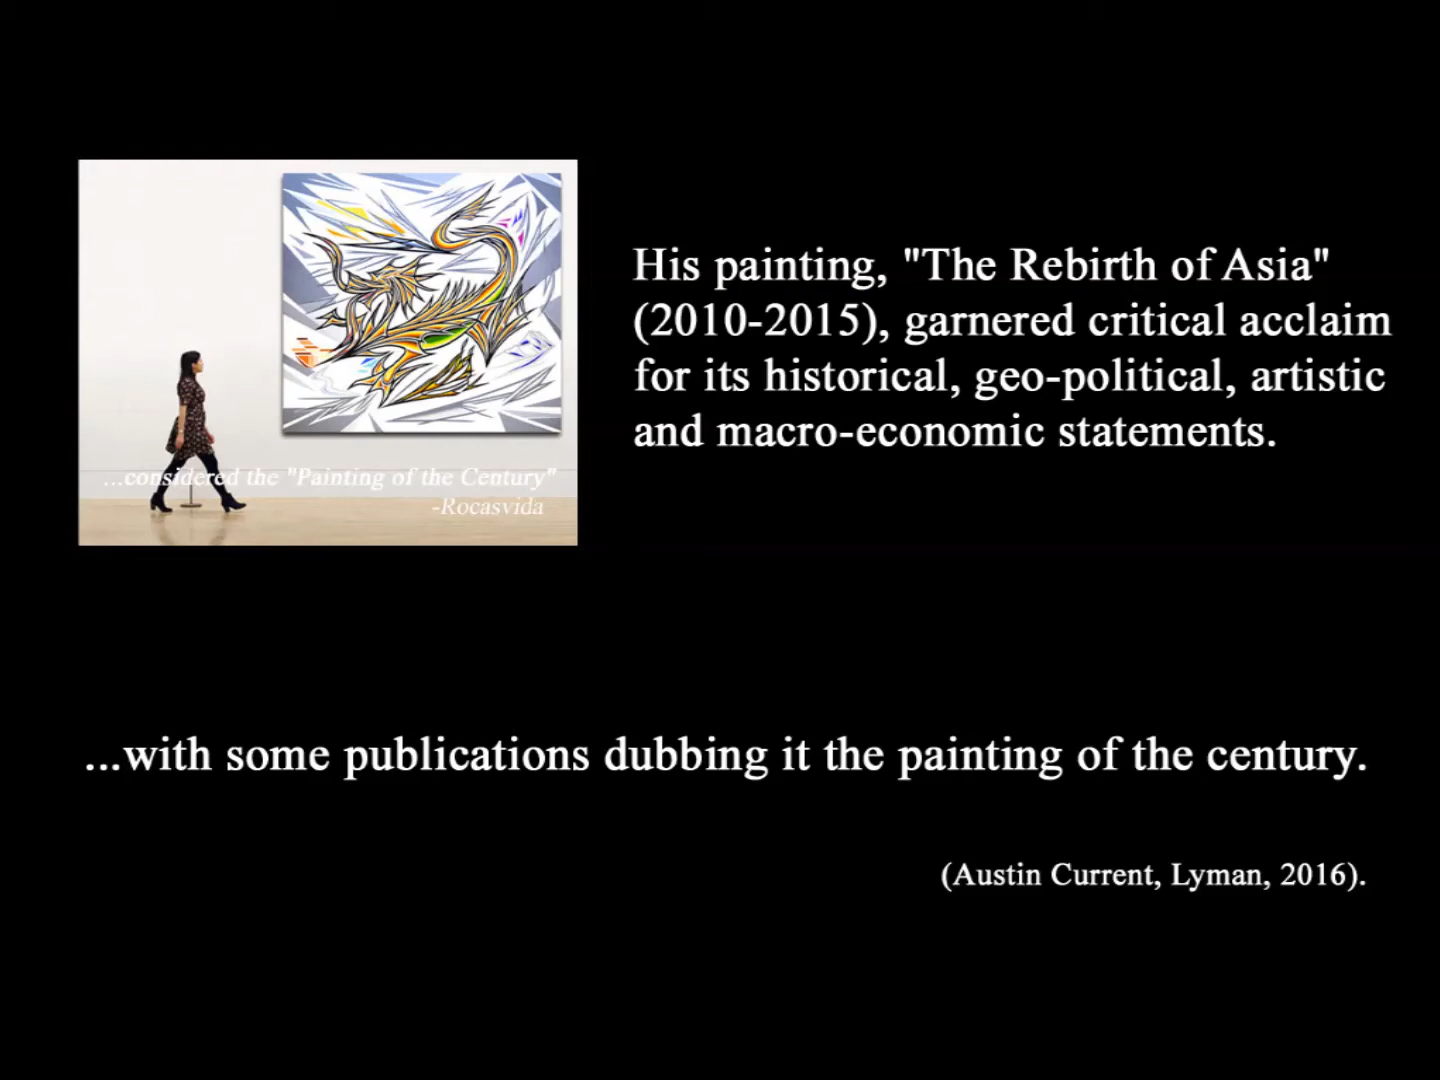 His painting, "The Rebirth of Asia"
(2010-2015), garnered critical acclaim
for its historical, geo-political, artistic
and macro-economic statements.
...considered the "Painting of the Century"
-Rocasvida
...with some publications dubbing it the painting of the century.
(Austin Current, Lyman, 2016).